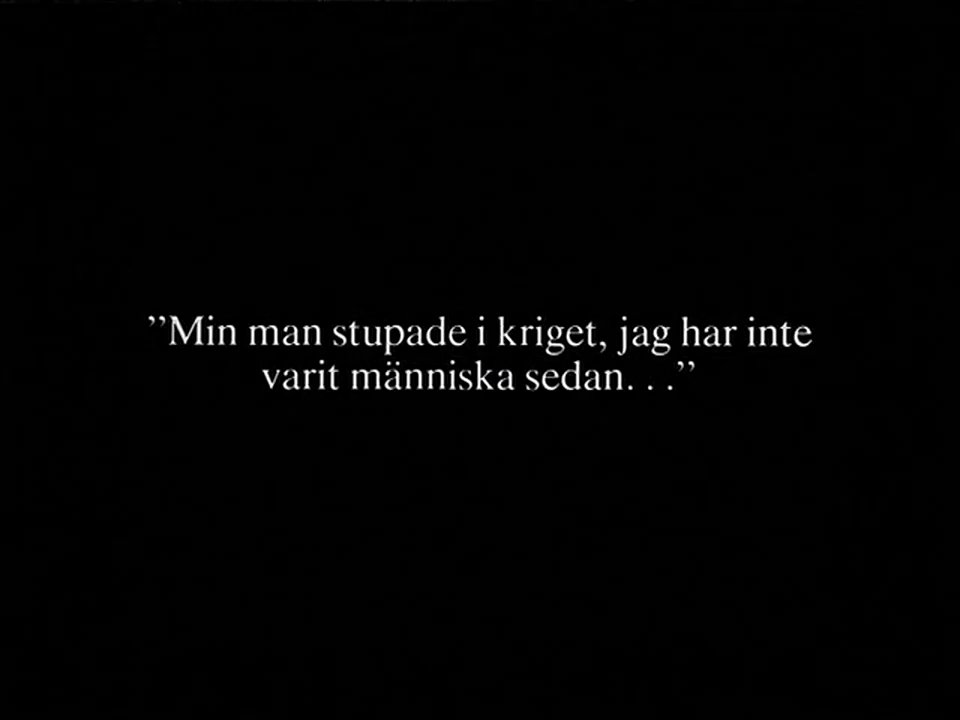 ”Min man stupade i kriget, jag har inte
varit människa sedan. . .”